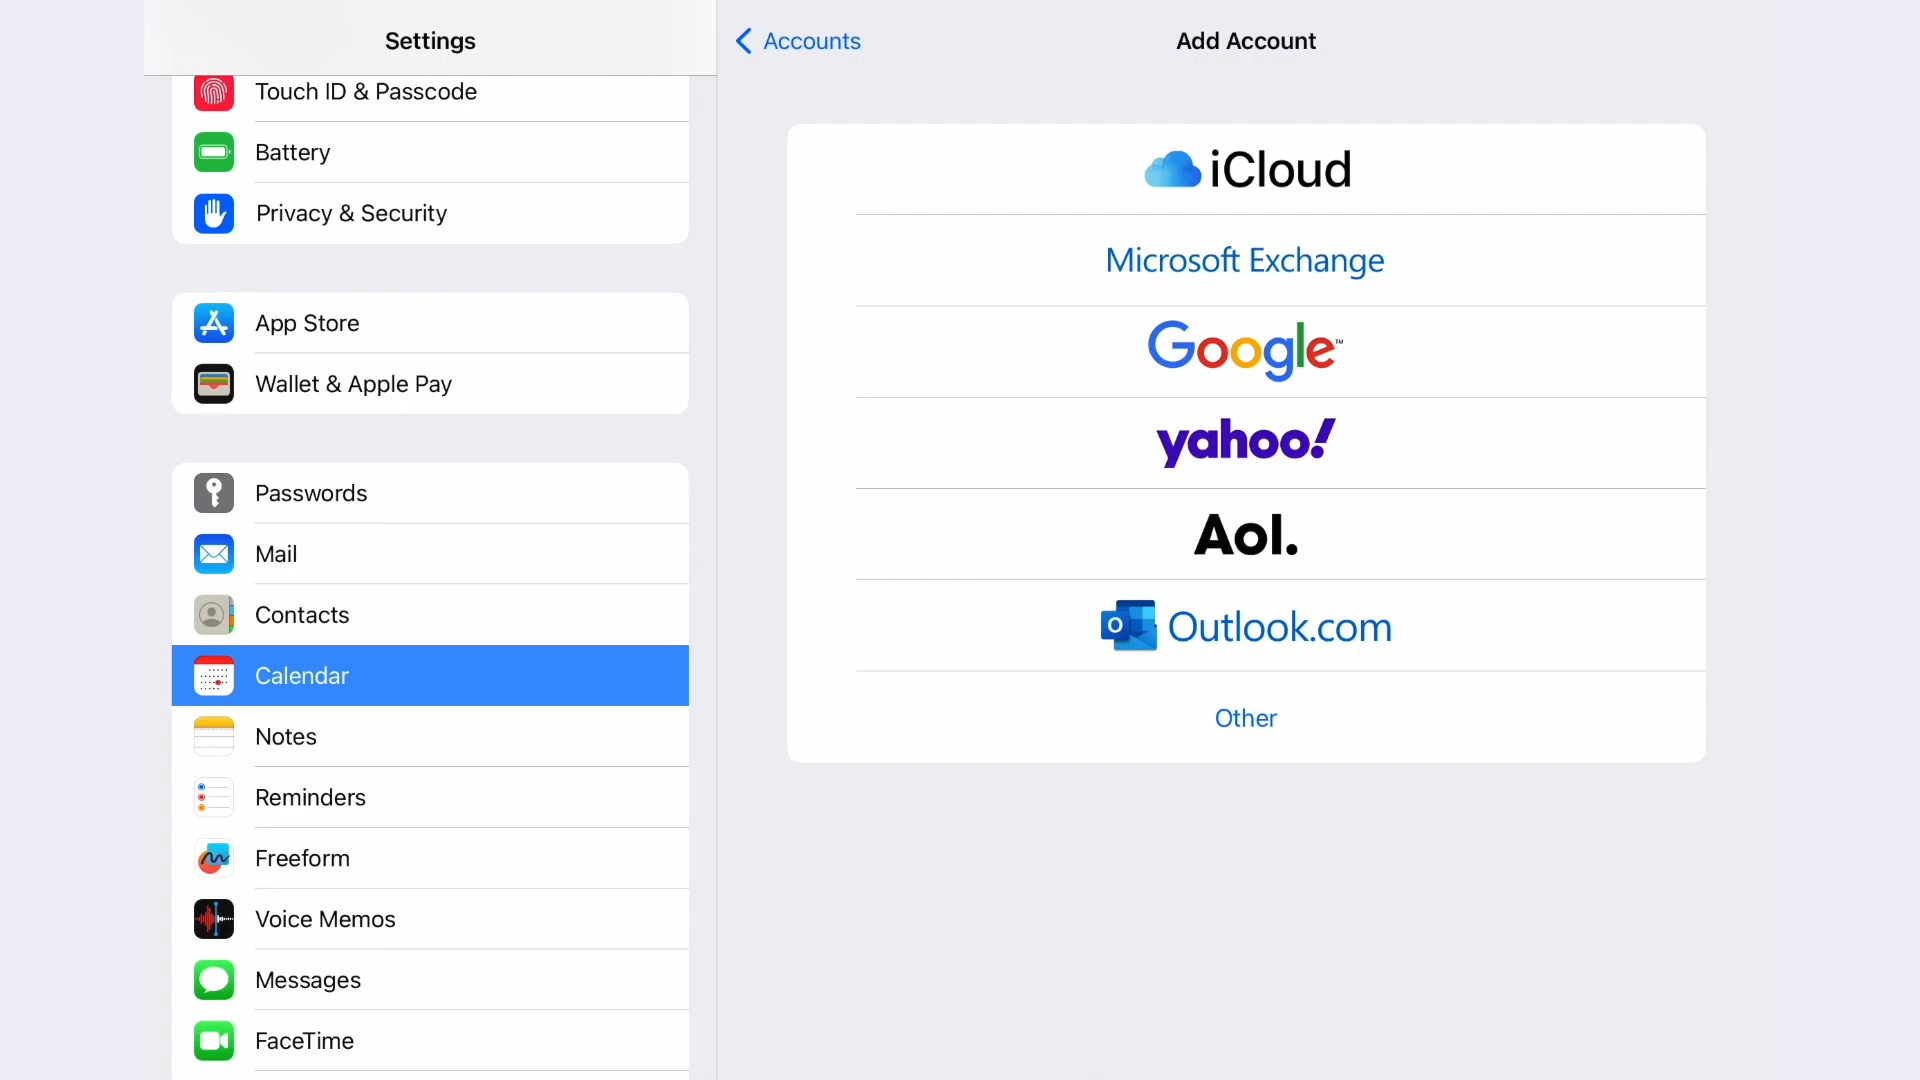 Settings
Touch ID & Passcode
Battery
Privacy & Security
App Store
Wallet & Apple Pay
Passwords
Mail
Contacts
Calendar
Notes
Reminders
Freeform
Voice Memos
Messages
FaceTime
Accounts
Add Account
iCloud
Microsoft Exchange
Google™
yahoo!
Aol.
Outlook.com
Other